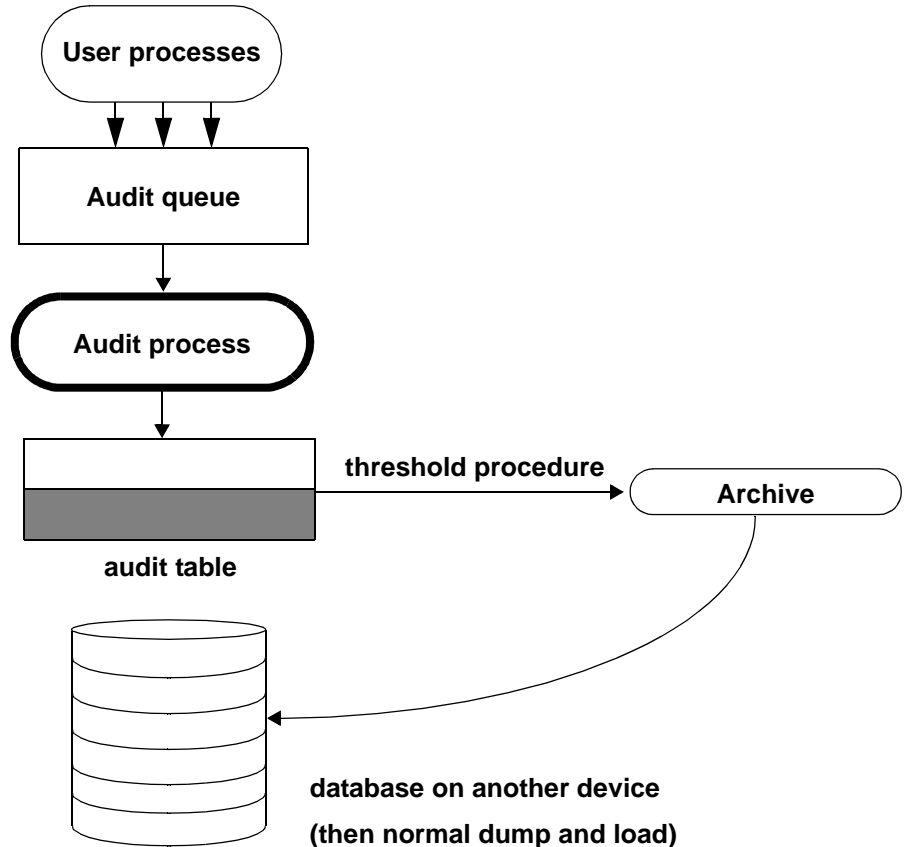 User processes
Audit queue
Audit process
threshold procedure
Archive
audit table
database on another device
(then normal dump and load)